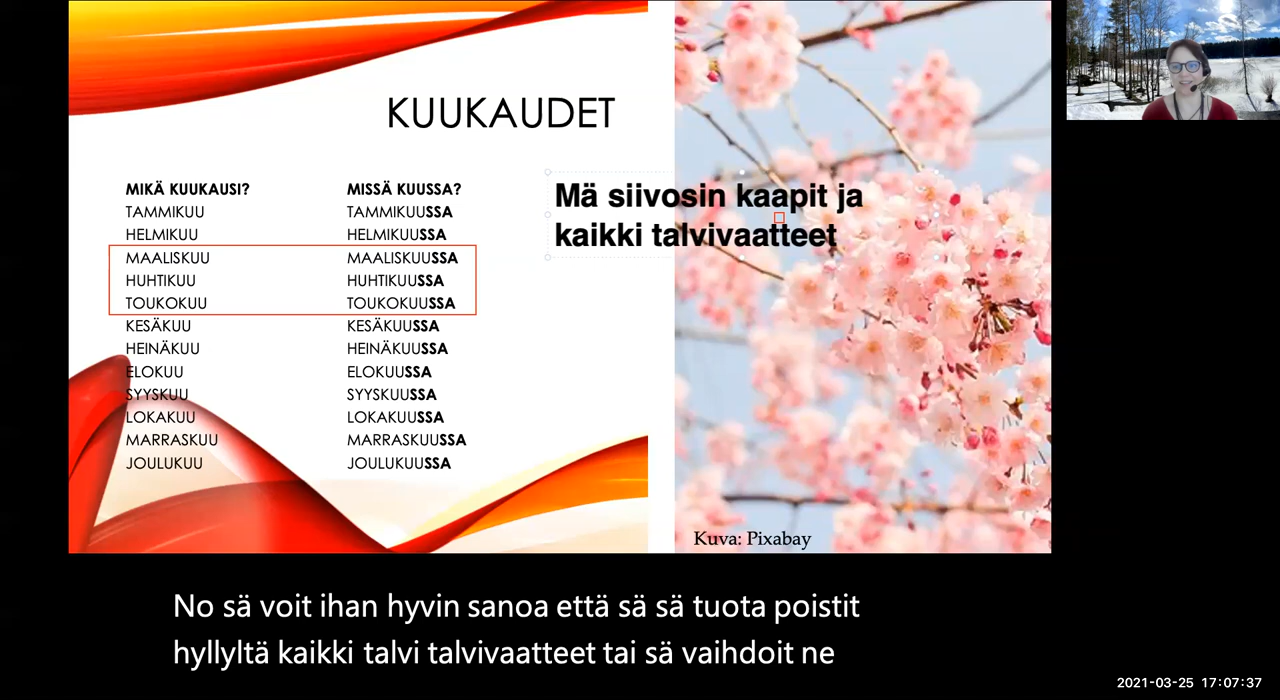 KUUKAUDET
MIKÄ KUUKAUSI? MISSÄ KUUSSA?
TAMMIKUU TAMMIKUUSSA
HELMIKUU HELMIKUUSSA
MAALISKUU MAALISKUUSSA
HUHTIKUU HUHTIKUUSSA
TOUKOKUU TOUKOKUUSSA
KESÄKUU KESÄKUUSSA
HEINÄKUU HEINÄKUUSSA
ELOKUU ELOKUUSSA
SYYSKUU SYYSKUUSSA
LOKAKUU LOKAKUUSSA
MARRASKUU MARRASKUUSSA
JOULUKUU JOULUKUUSSA
Mä siivosin kaapit ja
kaikki talvivaatteet
Kuva: Pixabay
No sä voit ihan hyvin sanoa että sä sä tuota poistit
hyllyltä kaikki talvi talvivaatteet tai sä vaihdoit ne
2021-03-25 17:07:37